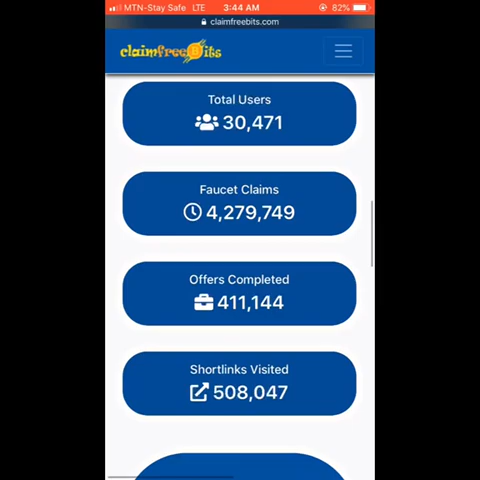 MTN-Stay Safe LTE 3:44 AM 82%
claimfreebits.com
claimfreebits
Total Users
30,471
Faucet Claims
4,279,749
Offers Completed
411,144
Shortlinks Visited
508,047